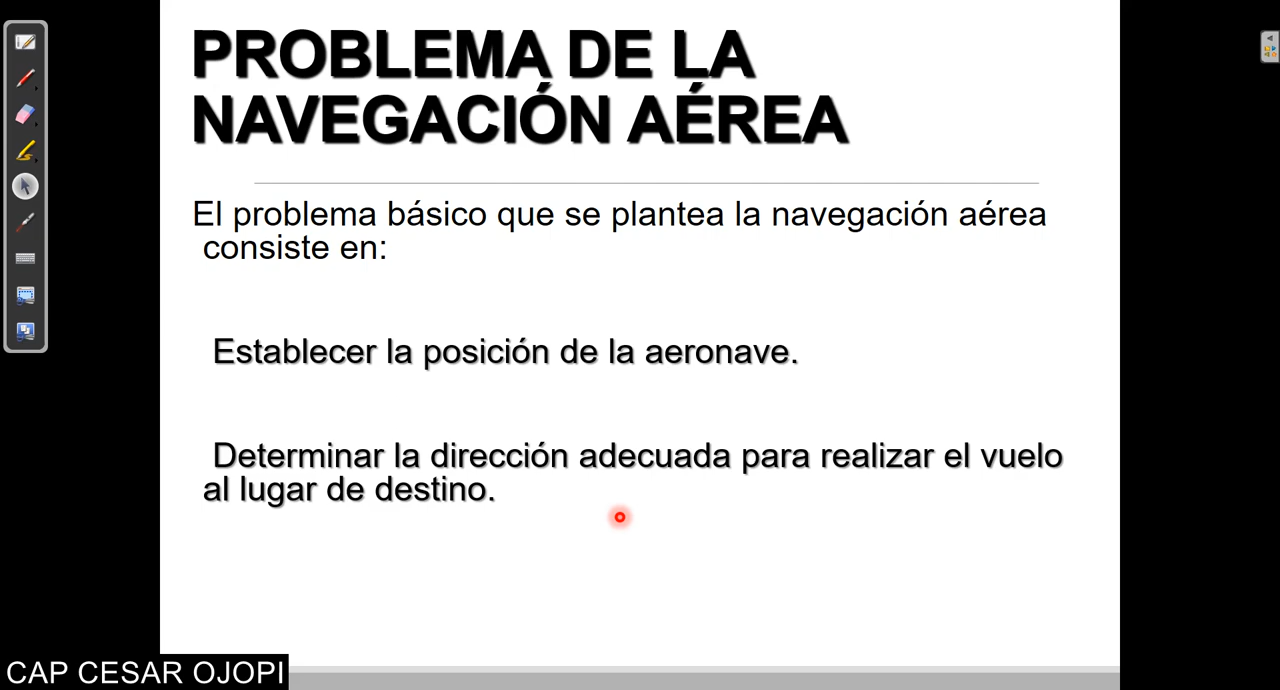 PROBLEMA DE LA
NAVEGACIÓN AÉREA
El problema básico que se plantea la navegación aérea
consiste en:
Establecer la posición de la aeronave.
Determinar la dirección adecuada para realizar el vuelo
al lugar de destino.
CAP CESAR OJOPI